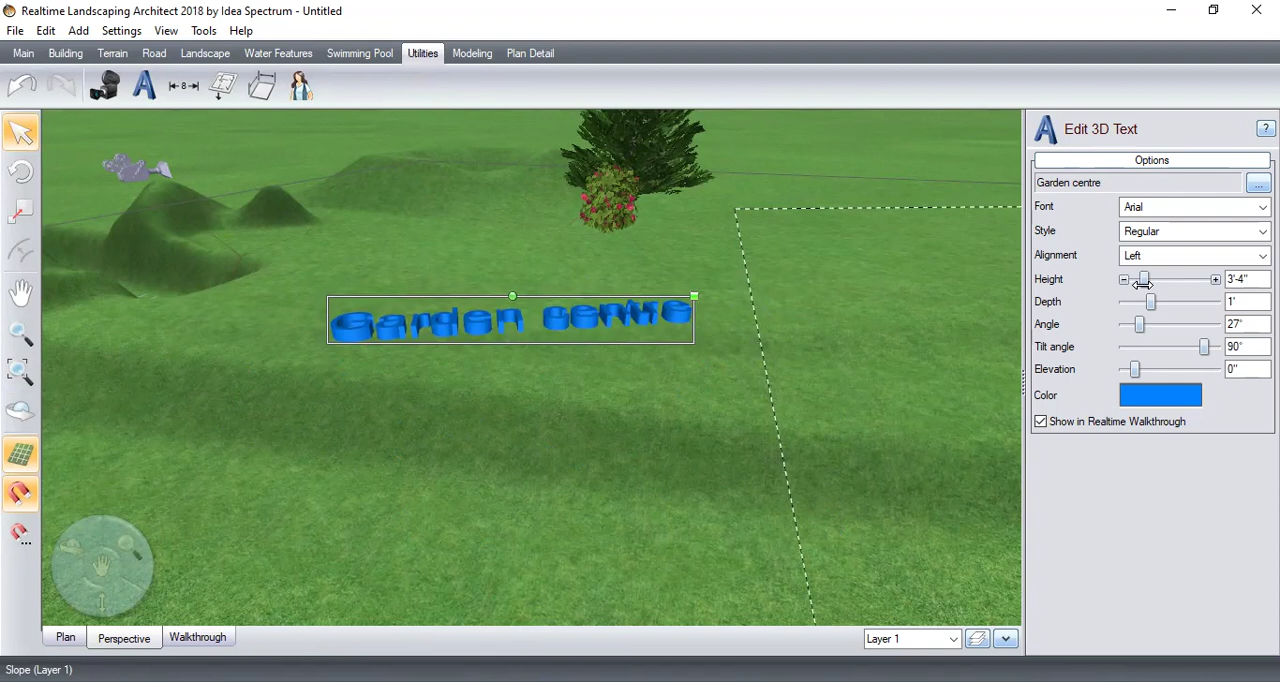 Realtime Landscaping Architect 2018 by Idea Spectrum - Untitled
File Edit Add Settings View Tools Help
Main Building Terrain Road Landscape Water Features Swimming Pool Utilities Modeling Plan Detail
8
Edit 3D Text
?
Options
Garden centre ...
Font Arial
Style Regular
Alignment Left
Height 3'-4"
Depth 1'
Angle 27°
Tilt angle 90°
Elevation 0"
Color
Show in Realtime Walkthrough
Garden centre
Plan Perspective Walkthrough
Layer 1
Slope (Layer 1)